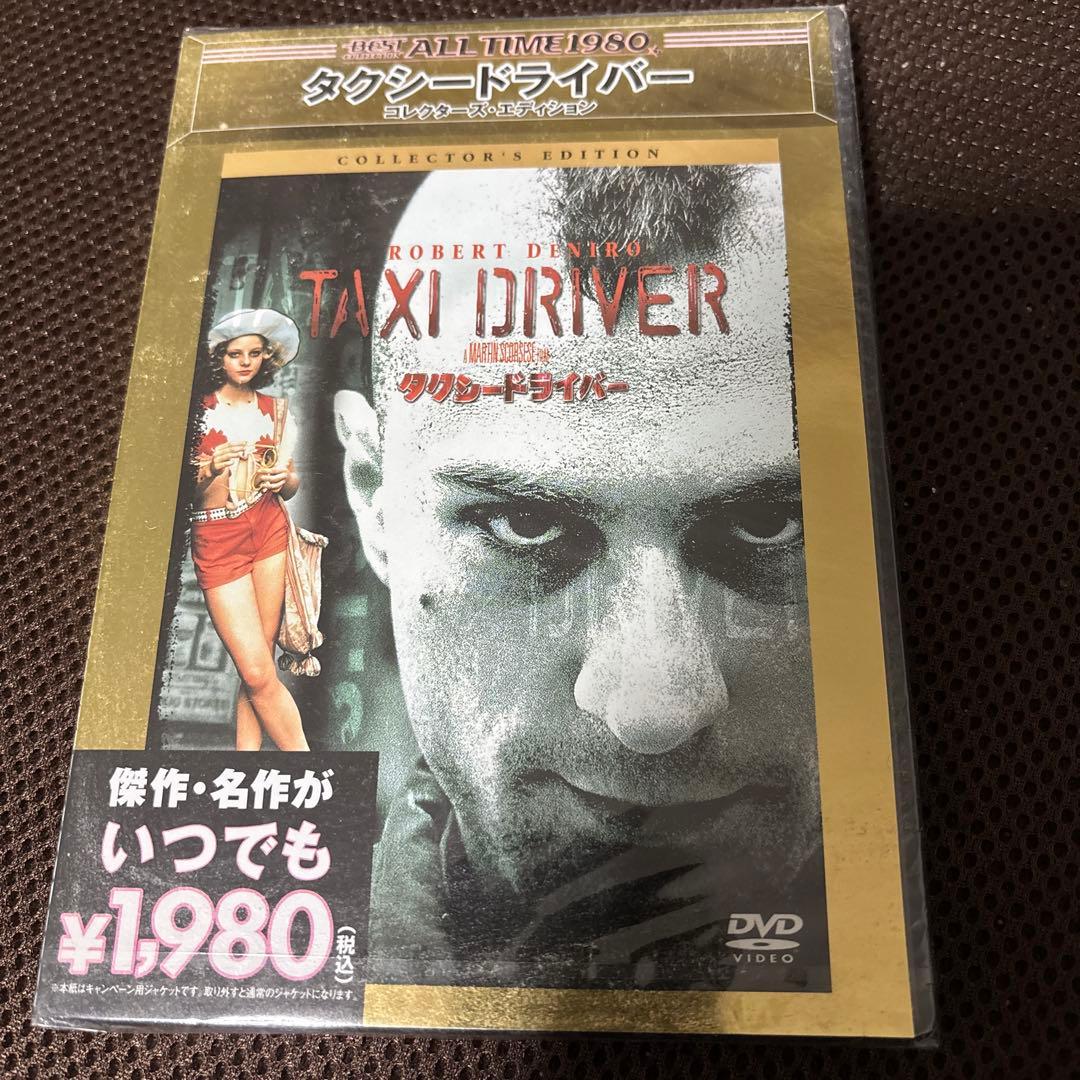 BEST COLLECTION ALL TIME 1980
タクシードライバー
コレクターズ・エディション
COLLECTOR'S EDITION
ROBERT DENIRO
TAXI DRIVER
A MARTIN SCORSESE FILM
タクシードライバー
傑作・名作が
いつでも
¥1,980(税込)
※本紙はキャンペーン用ジャケットです。取り外すと通常のジャケットになります。
DVD
VIDEO